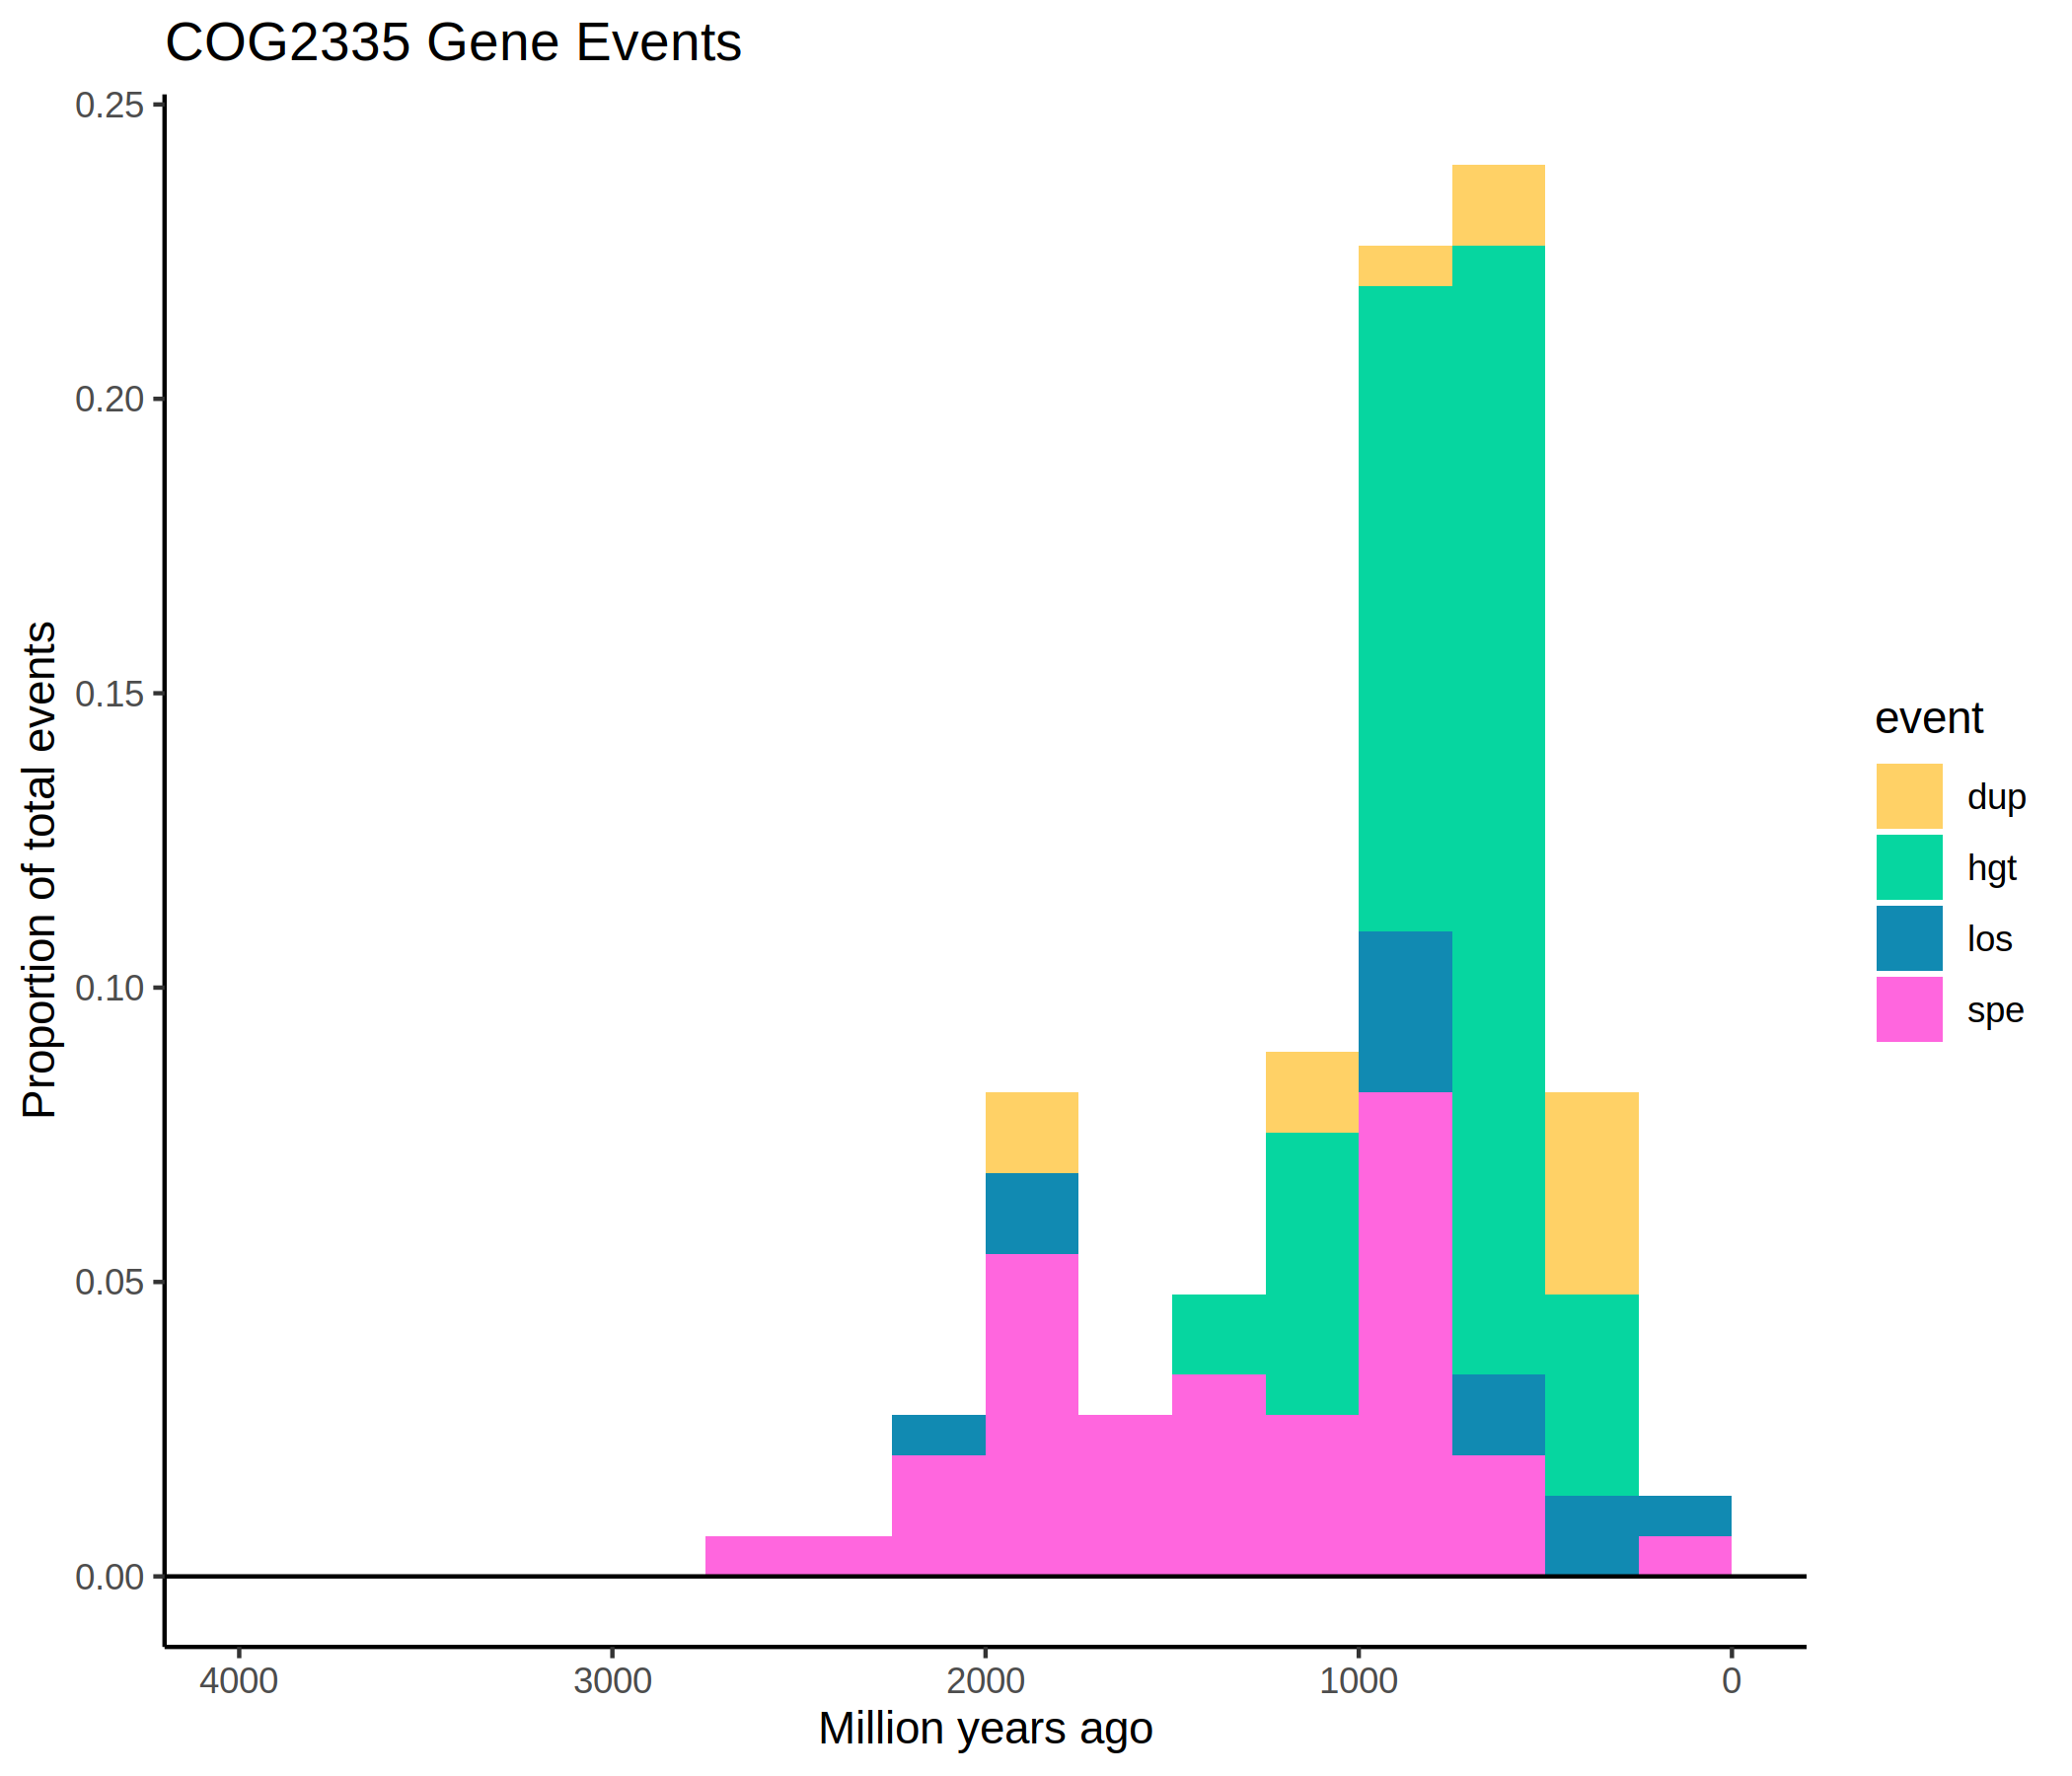 COG2335 Gene Events
0.25
0.20
0.15
0.10
0.05
0.00
Proportion of total events
4000 3000 2000 1000 0
Million years ago
event
dup
hgt
los
spe